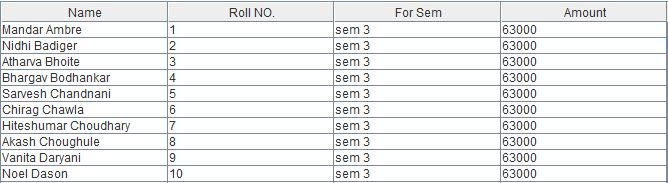 Name Roll NO. For Sem Amount
Mandar Ambre 1 sem 3 63000
Nidhi Badiger 2 sem 3 63000
Atharva Bhoite 3 sem 3 63000
Bhargav Bodhankar 4 sem 3 63000
Sarvesh Chandnani 5 sem 3 63000
Chirag Chawla 6 sem 3 63000
Hiteshumar Choudhary 7 sem 3 63000
Akash Choughule 8 sem 3 63000
Vanita Daryani 9 sem 3 63000
Noel Dason 10 sem 3 63000